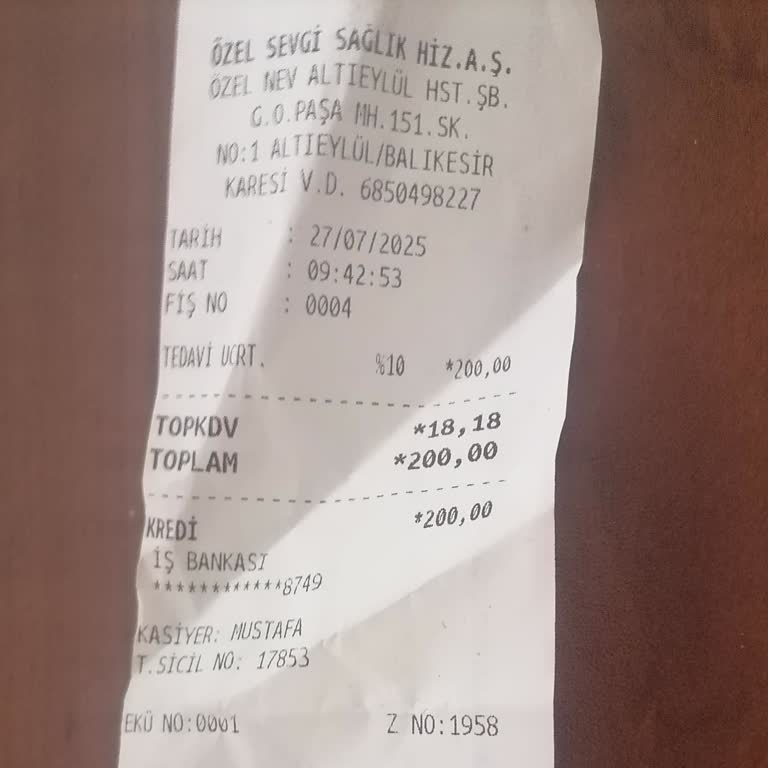 ÖZEL SEVGİ SAĞLIK HİZ.A.Ş.
ÖZEL NEV ALTIEYLÜL HST.ŞB.
G.O.PAŞA MH.151.SK.
NO:1 ALTIEYLÜL/BALIKESİR
KARESİ V.D. 6850498227
TARİH : 27/07/2025
SAAT : 09:42:53
FİŞ NO : 0004
TEDAVİ UCRT. %10 *200,00
TOPKDV *18,18
TOPLAM *200,00
KREDİ *200,00
İŞ BANKASI
************8749
KASİYER: MUSTAFA
T.SİCİL NO: 17853
EKÜ NO:0001 Z NO:1958